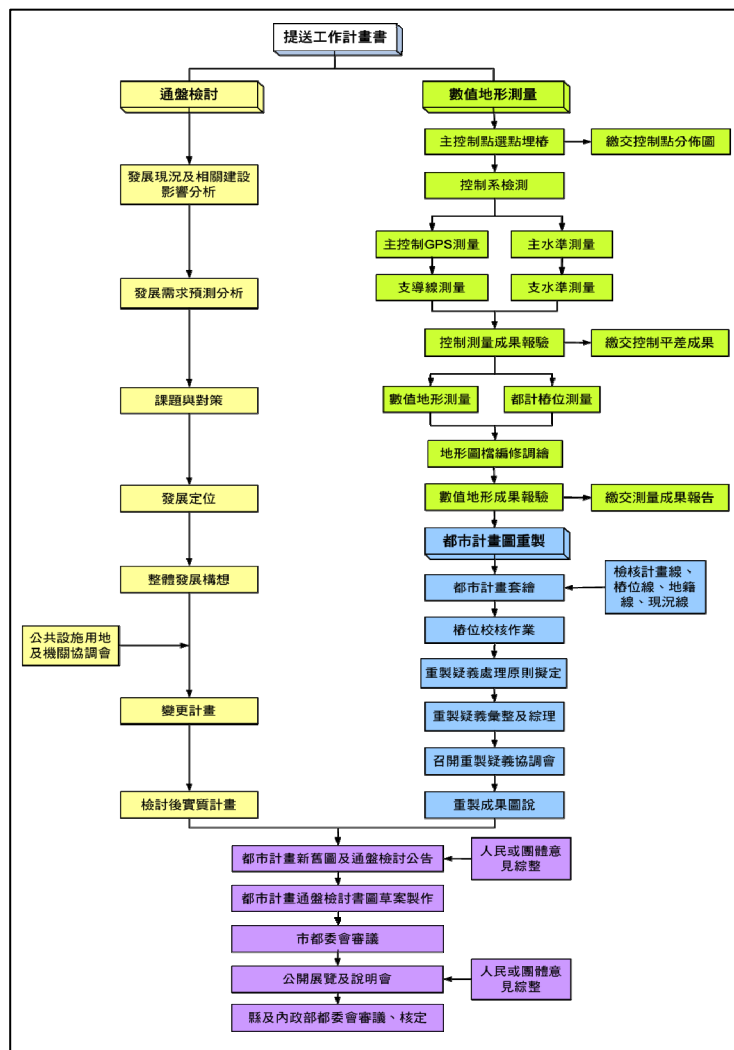 提送工作計畫書
通盤檢討
數值地形測量
主控制點選點埋樁
繳交控制點分佈圖
發展現況及相關建設
影響分析
控制系檢測
主控制GPS測量
主水準測量
發展需求預測分析
支導線測量
支水準測量
控制測量成果報驗
繳交控制平差成果
課題與對策
數值地形測量
都計樁位測量
地形圖檔編修調繪
發展定位
數值地形成果報驗
繳交測量成果報告
都市計畫圖重製
整體發展構想
都市計畫套繪
檢核計畫線、
樁位線、地籍
線、現況線
公共設施用地
及機關協調會
樁位校核作業
重製疑義處理原則擬定
變更計畫
重製疑義彙整及綜理
召開重製疑義協調會
檢討後實質計畫
重製成果圖說
都市計畫新舊圖及通盤檢討公告
人民或團體意
見綜整
都市計畫通盤檢討書圖草案製作
市都委會審議
公開展覽及說明會
人民或團體意
見綜整
縣及內政部都委會審議、核定